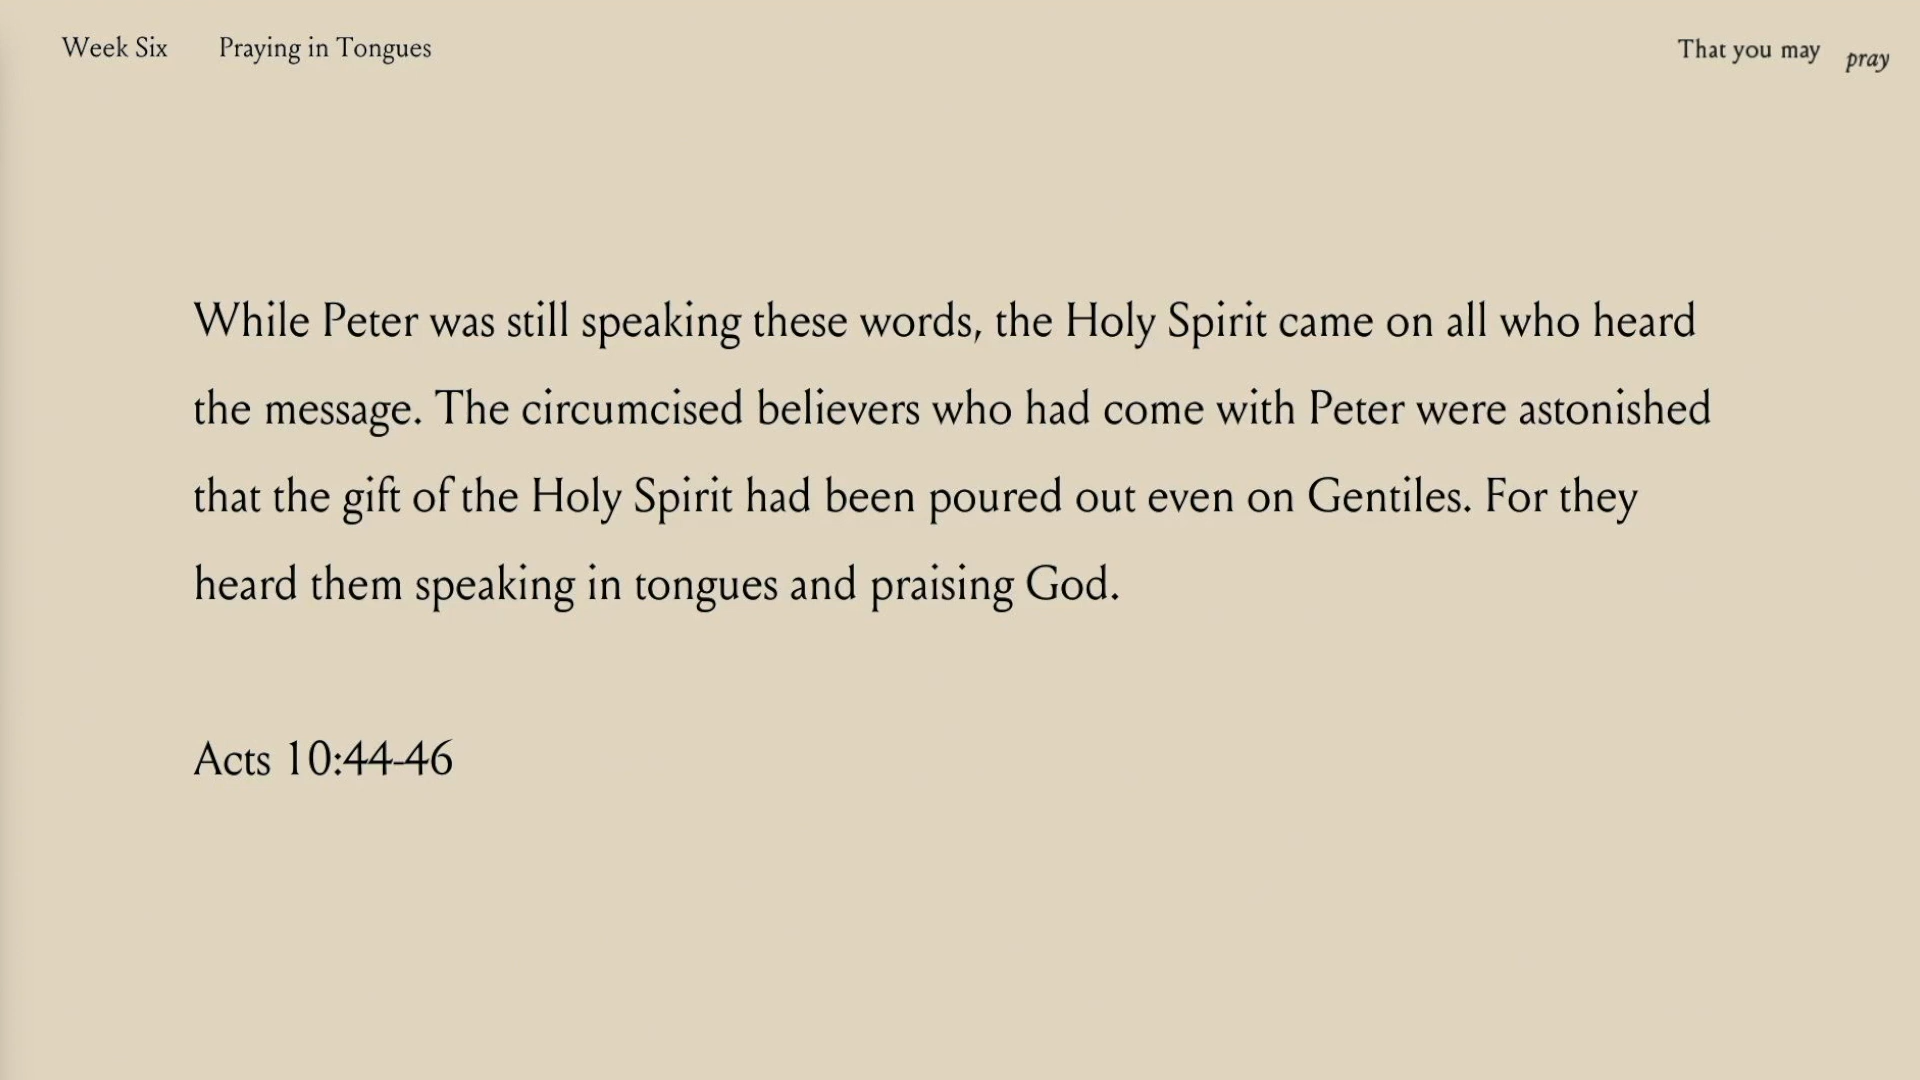 Week Six Praying in Tongues That you may pray
While Peter was still speaking these words, the Holy Spirit came on all who heard
the message. The circumcised believers who had come with Peter were astonished
that the gift of the Holy Spirit had been poured out even on Gentiles. For they
heard them speaking in tongues and praising God.
Acts 10:44-46